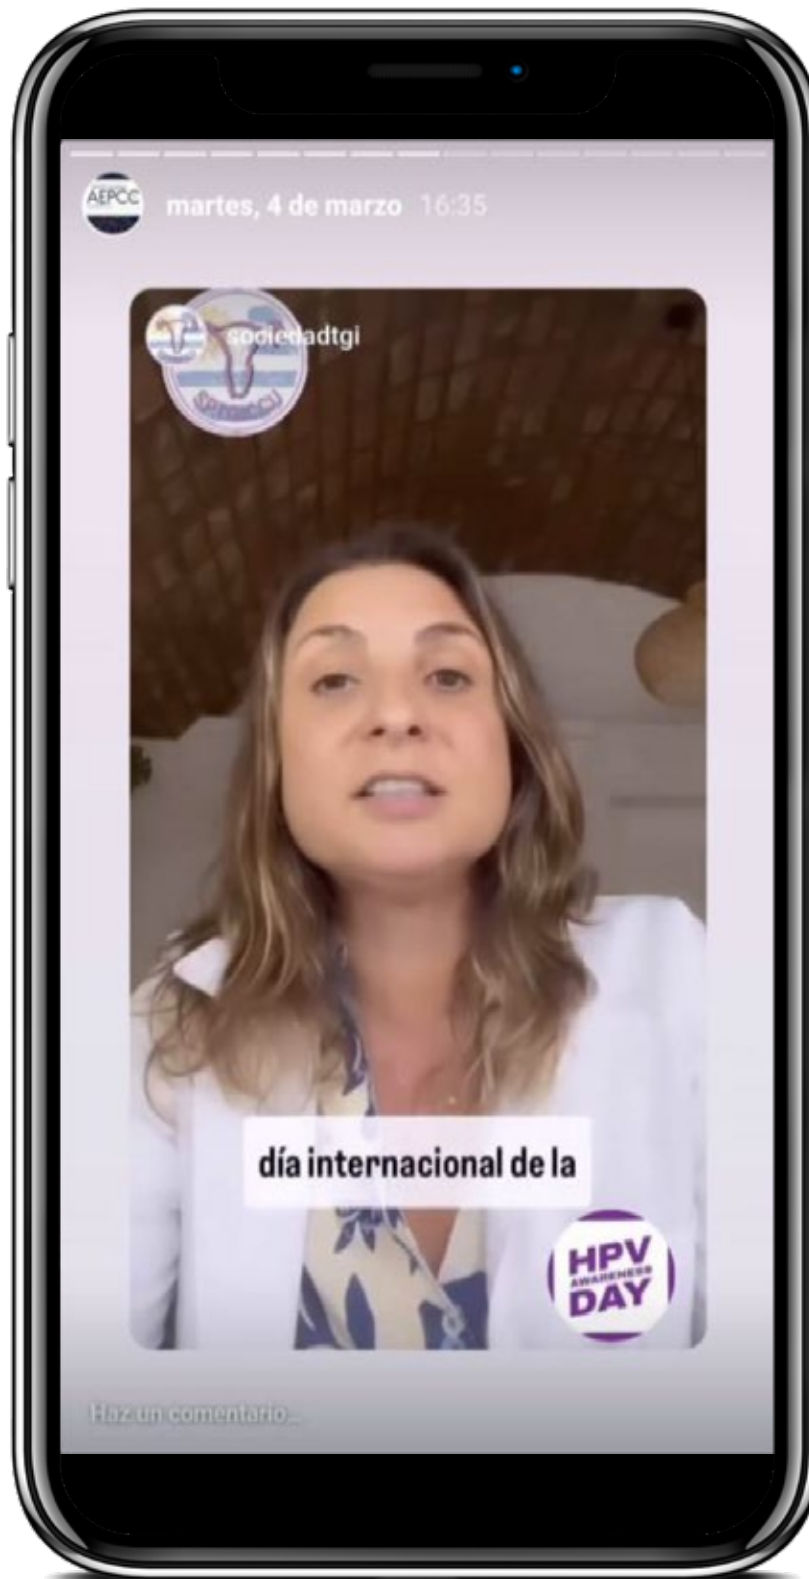 AEPCC
martes, 4 de marzo 16:35
sociedadtgi
día internacional de la
HPV
AWARENESS
DAY
Haz un comentario...